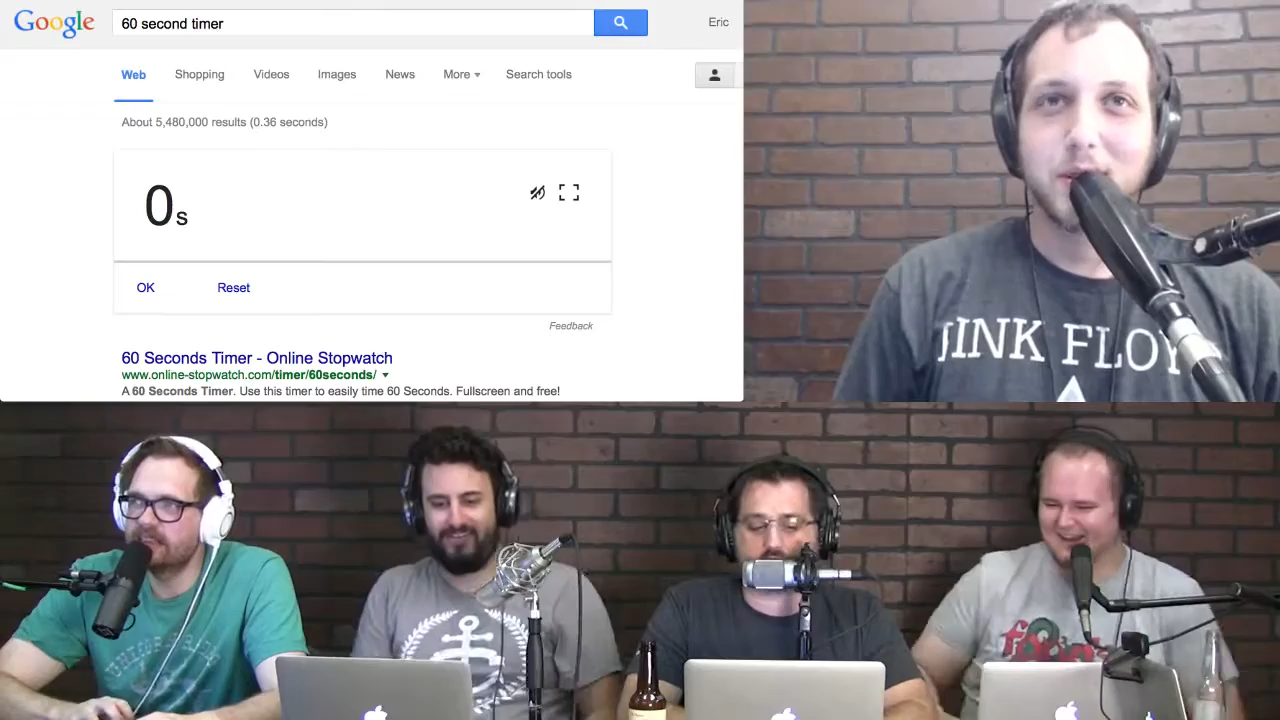 Google
60 second timer
Eric
Web
Shopping
Videos
Images
News
More
Search tools
About 5,480,000 results (0.36 seconds)
0s
OK
Reset
Feedback
60 Seconds Timer - Online Stopwatch
www.online-stopwatch.com/timer/60seconds/
A 60 Seconds Timer. Use this timer to easily time 60 Seconds. Fullscreen and free!
FLOY